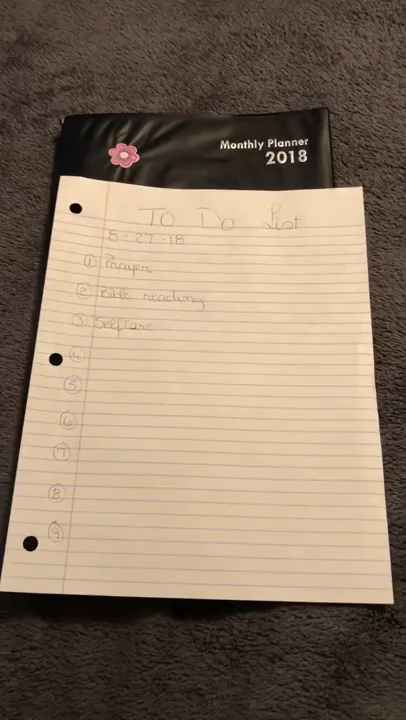 Monthly Planner
2018
To Do List
8-27-18
① Prayer
② Bible reading
③ Selfcare
④
⑤
⑥
⑦
⑧
⑨